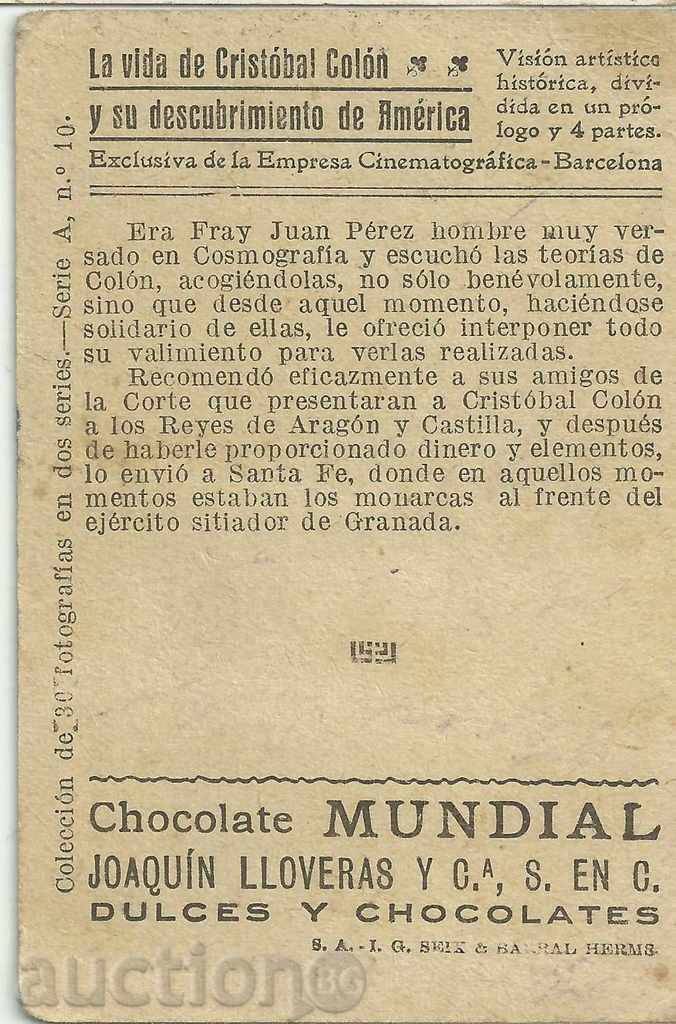 La vida de Cristóbal Colón
y su descubrimiento de América
Visión artístico
histórica, divi-
dida en un pró-
logo y 4 partes.
Exclusiva de la Empresa Cinematográfica - Barcelona
Era Fray Juan Pérez hombre muy ver-
sado en Cosmografía y escuchó las teorías de
Colón, acogiéndolas, no sólo benévolamente,
sino que desde aquel momento, haciéndose
solidario de ellas, le ofreció interponer todo
su valimiento para verlas realizadas.
Recomendó eficazmente a sus amigos de
la Corte que presentaran a Cristóbal Colón
a los Reyes de Aragón y Castilla, y después
de haberle proporcionado dinero y elementos,
lo envió a Santa Fe, donde en aquellos mo-
mentos estaban los monarcas al frente del
ejército sitiador de Granada.
Colección de 30 fotografías en dos series.—Serie A, n.º 10.
Chocolate MUNDIAL
JOAQUÍN LLOVERAS Y C.ᴬ, S. EN C.
DULCES Y CHOCOLATES
S. A. - I. G. SEIX & BARRAL HERMS.
auction BG